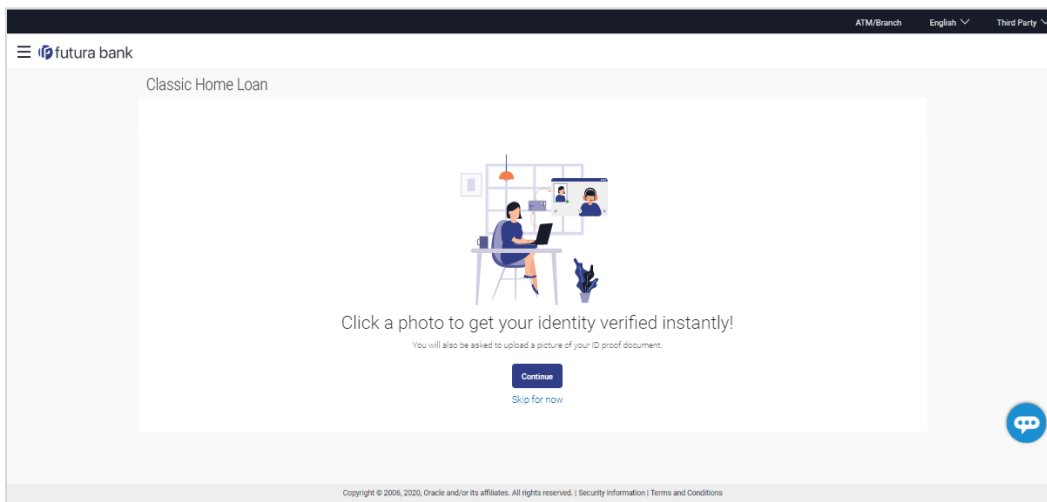 ATM/Branch English Third Party
futura bank
Classic Home Loan
Click a photo to get your identity verified instantly!
You will also be asked to upload a picture of your ID proof document.
Continue
Skip for now
Copyright © 2006, 2020, Oracle and/or its affiliates. All rights reserved. | Security Information | Terms and Conditions